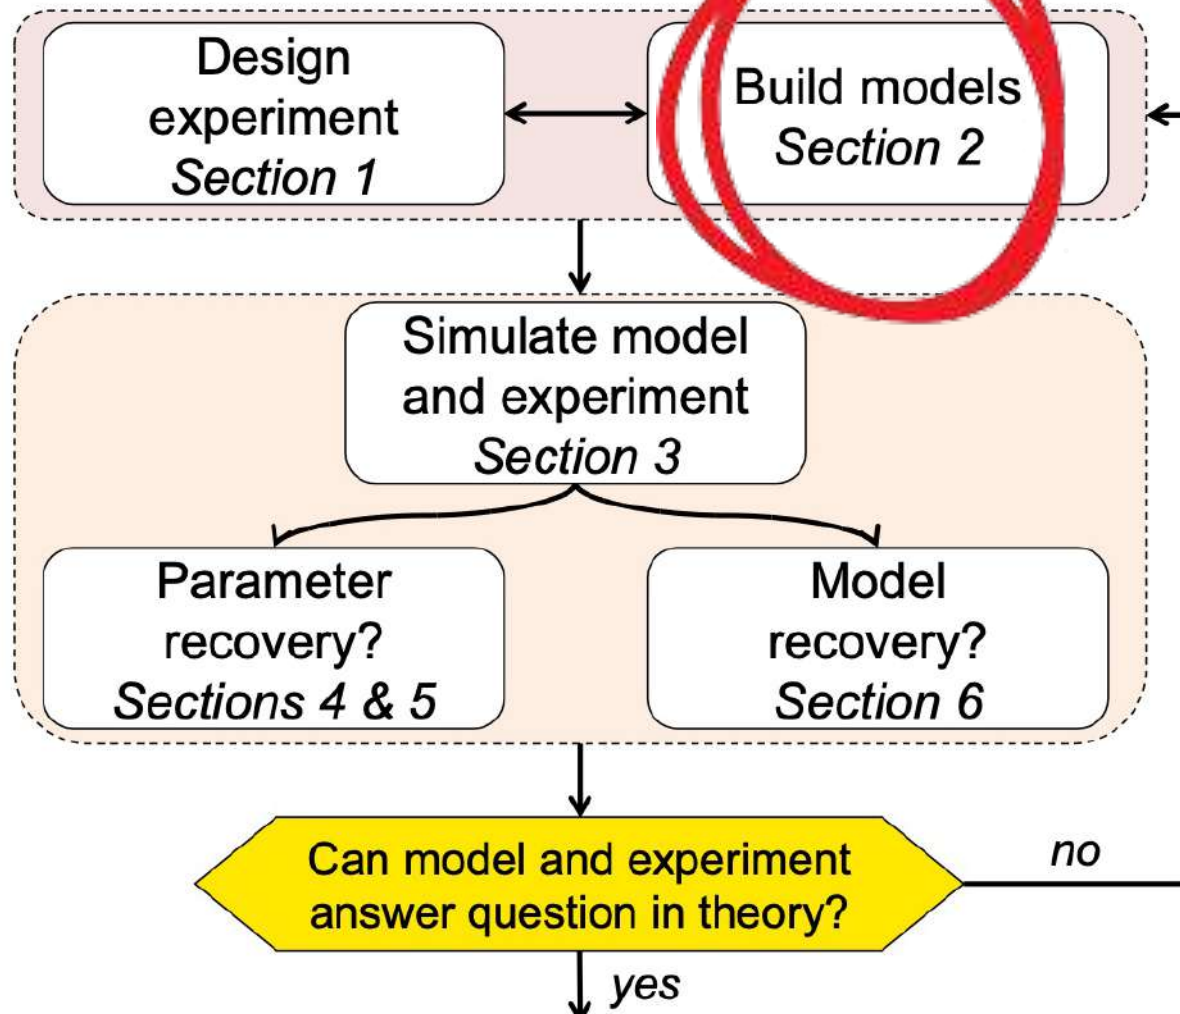 Design
experiment
Section 1
Build models
Section 2
Simulate model
and experiment
Section 3
Parameter
recovery?
Sections 4 & 5
Model
recovery?
Section 6
Can model and experiment
answer question in theory?
no
yes